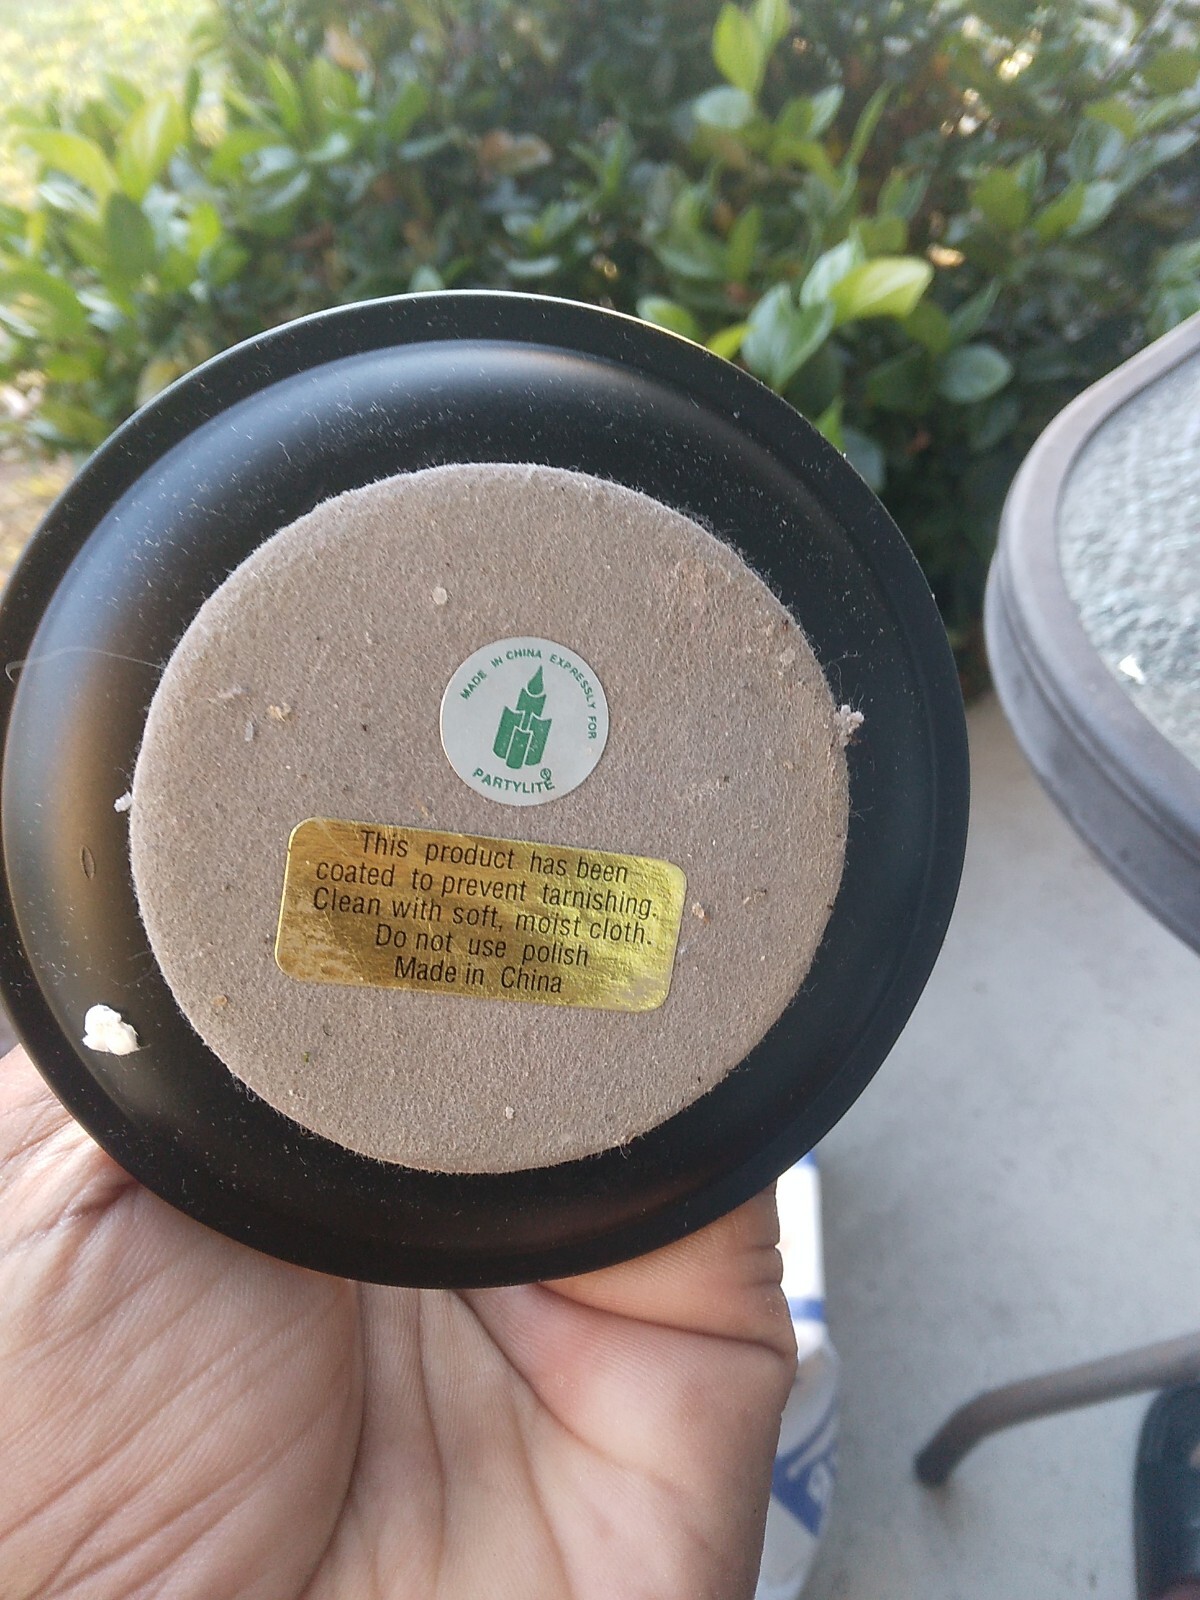 MADE IN CHINA EXPRESSLY FOR
PARTYLITE®
This product has been
coated to prevent tarnishing.
Clean with soft, moist cloth.
Do not use polish
Made in China